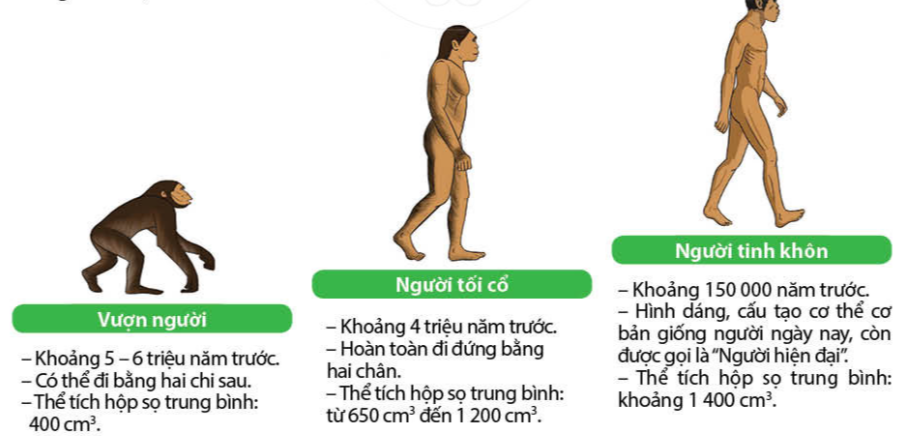 Vượn người
– Khoảng 5 – 6 triệu năm trước.
– Có thể đi bằng hai chi sau.
– Thể tích hộp sọ trung bình:
400 cm³.
Người tối cổ
– Khoảng 4 triệu năm trước.
– Hoàn toàn đi đứng bằng
hai chân.
– Thể tích hộp sọ trung bình:
từ 650 cm³ đến 1 200 cm³.
Người tinh khôn
– Khoảng 150 000 năm trước.
– Hình dáng, cấu tạo cơ thể cơ
bản giống người ngày nay, còn
được gọi là “Người hiện đại”.
– Thể tích hộp sọ trung bình:
khoảng 1 400 cm³.